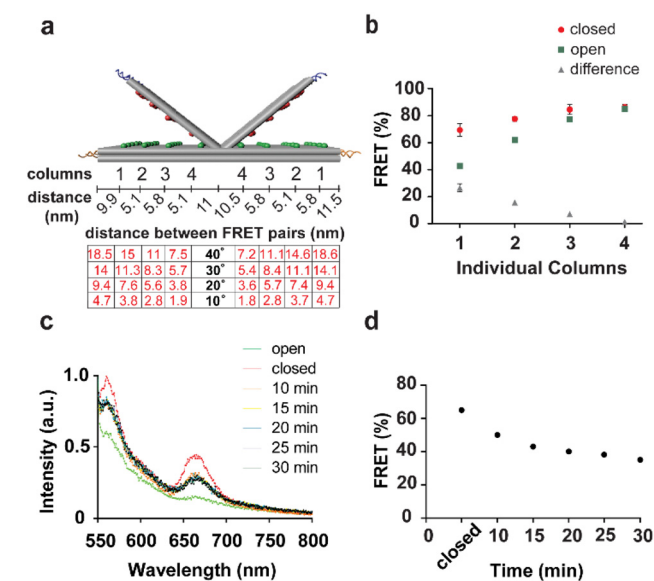 a
columns 1 2 3 4 4 3 2 1
distance (nm) 9.9 5.1 5.8 5.1 11 10.5 5.8 5.1 5.8 11.5
distance between FRET pairs (nm)
18.5 15 11 7.5 40° 7.2 11.1 14.6 18.6
14 11.3 8.3 5.7 30° 5.4 8.4 11.1 14.1
9.4 7.6 5.6 3.8 20° 3.6 5.7 7.4 9.4
4.7 3.8 2.8 1.9 10° 1.8 2.8 3.7 4.7
b
closed
open
difference
FRET (%)
100
80
60
40
20
0
1 2 3 4
Individual Columns
c
open
closed
10 min
15 min
20 min
25 min
30 min
Intensity (a.u.)
1.0
0.5
0
550 600 650 700 750 800
Wavelength (nm)
d
FRET (%)
80
60
40
20
0
0 closed 10 15 20 25 30
Time (min)